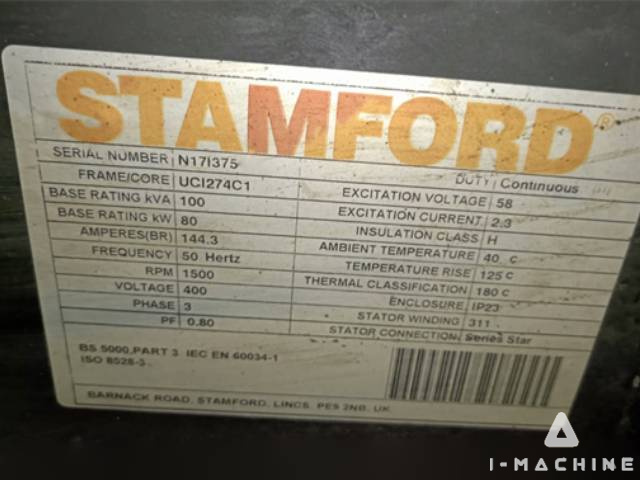 STAMFORD®
SERIAL NUMBER N17I375
FRAME/CORE UCI274C1
BASE RATING kVA 100
BASE RATING kW 80
AMPERES(BR) 144.3
FREQUENCY 50 Hertz
RPM 1500
VOLTAGE 400
PHASE 3
PF 0.80
DUTY Continuous
EXCITATION VOLTAGE 58
EXCITATION CURRENT 2.3
INSULATION CLASS H
AMBIENT TEMPERATURE 40 C
TEMPERATURE RISE 125 C
THERMAL CLASSIFICATION 180 C
ENCLOSURE IP23
STATOR WINDING 311
STATOR CONNECTION Series Star
BS 5000,PART 3 IEC EN 60034-1
ISO 8528-3
BARNACK ROAD, STAMFORD, LINCS, PE9 2NB, UK.
I-MACHINE